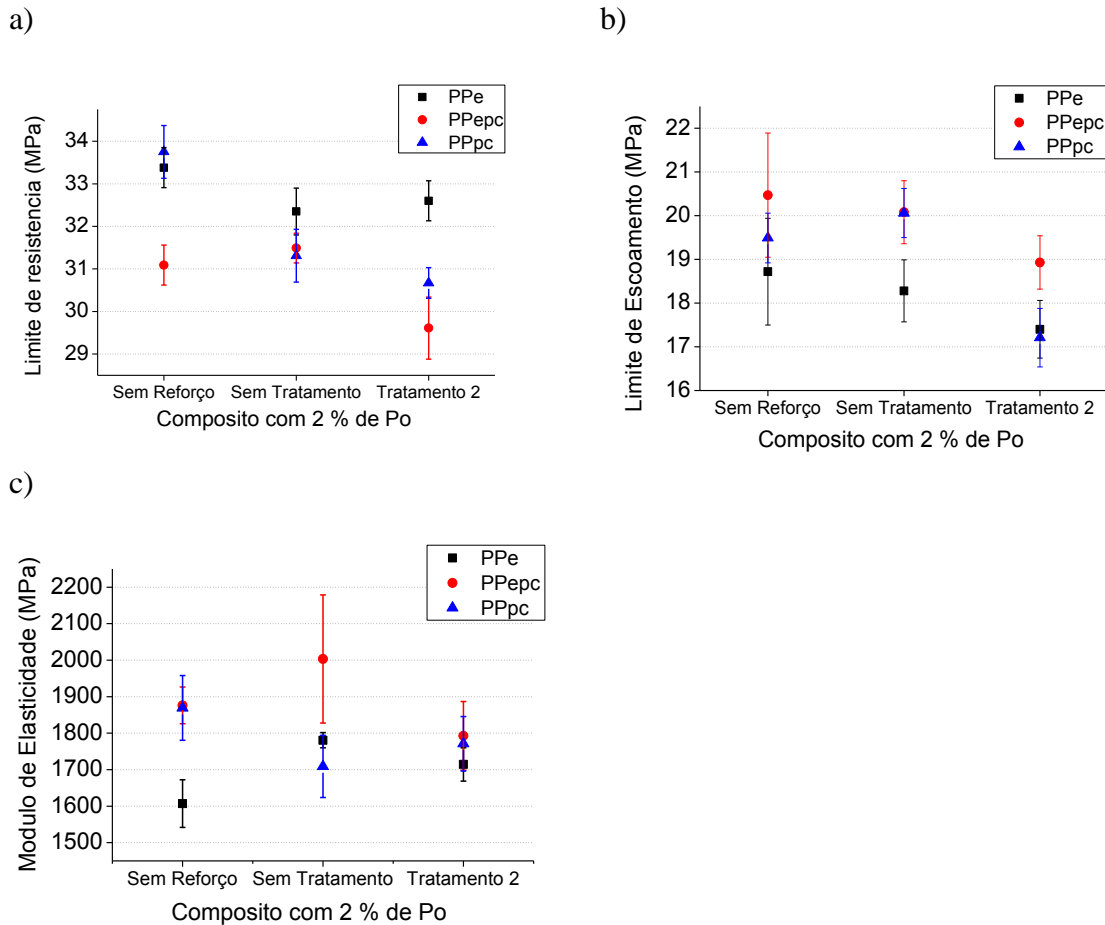 a)
b)
PPe
PPepc
PPpc
34
33
32
31
30
29
Limite de resistencia (MPa)
Sem Reforço Sem Tratamento Tratamento 2
Composito com 2 % de Po
PPe
PPepc
PPpc
22
21
20
19
18
17
16
Limite de Escoamento (MPa)
Sem Reforço Sem Tratamento Tratamento 2
Composito com 2 % de Po
c)
PPe
PPepc
PPpc
2200
2100
2000
1900
1800
1700
1600
1500
Modulo de Elasticidade (MPa)
Sem Reforço Sem Tratamento Tratamento 2
Composito com 2 % de Po